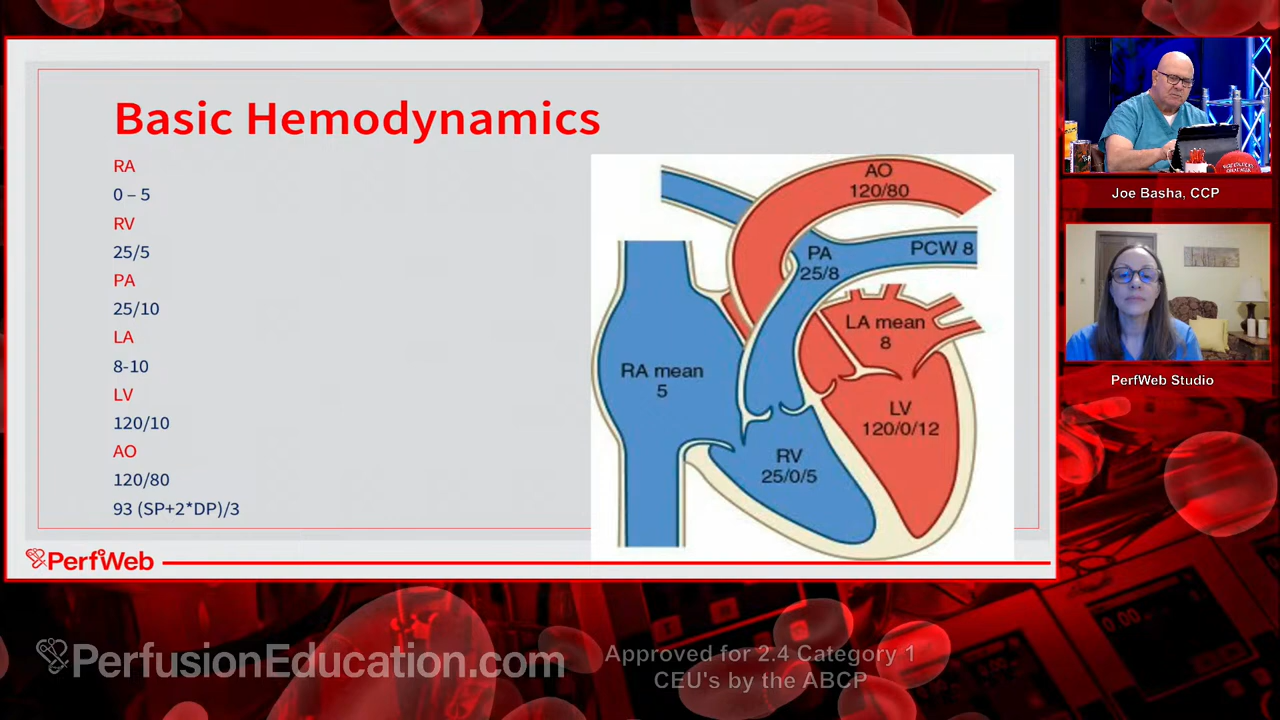 Basic Hemodynamics
RA
0 – 5
RV
25/5
PA
25/10
LA
8-10
LV
120/10
AO
120/80
93 (SP+2*DP)/3
AO
120/80
PA
25/8
PCW 8
LA mean
8
RA mean
5
LV
120/0/12
RV
25/0/5
PerfWeb
Joe Basha, CCP
PerfWeb Studio
PerfusionEducation.com
Approved for 2.4 Category 1
CEU's by the ABCP
0.00